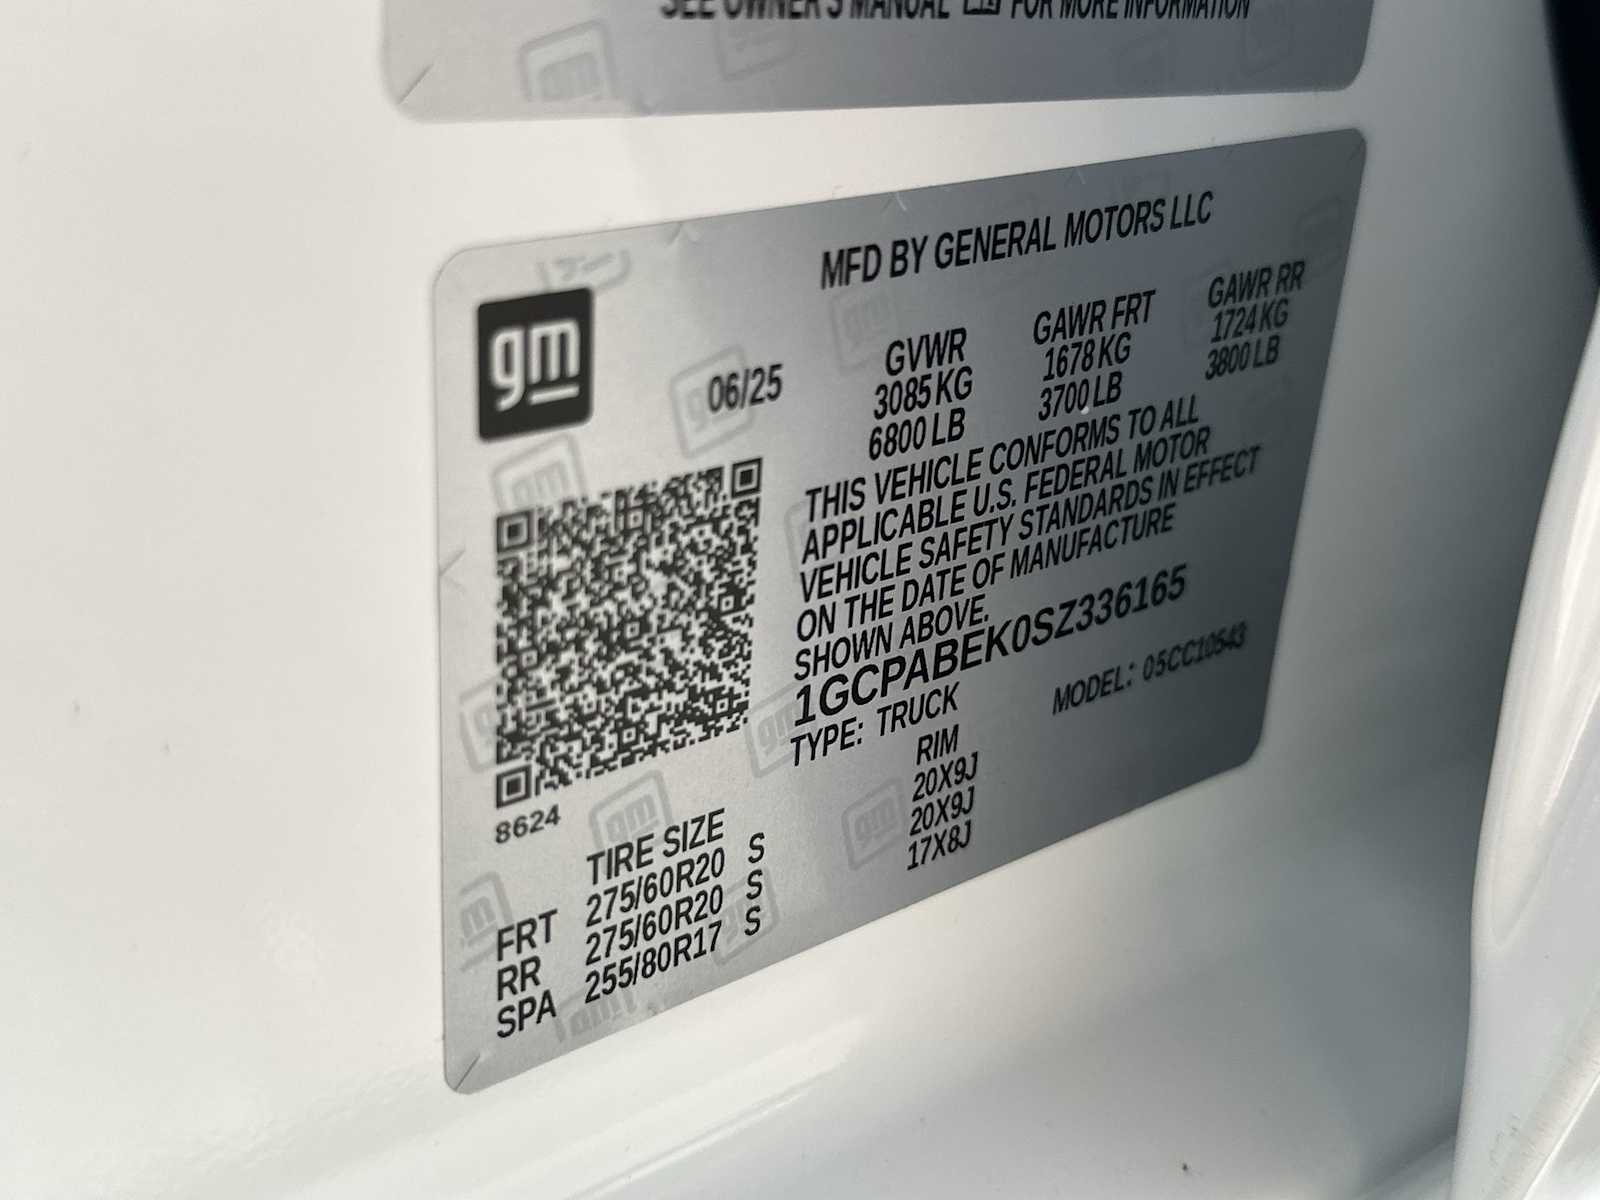 SEE OWNER'S MANUAL FOR MORE INFORMATION
MFD BY GENERAL MOTORS LLC
gm
06/25
GVWR GAWR FRT GAWR RR
3085 KG 1678 KG 1724 KG
6800 LB 3700 LB 3800 LB
THIS VEHICLE CONFORMS TO ALL
APPLICABLE U.S. FEDERAL MOTOR
VEHICLE SAFETY STANDARDS IN EFFECT
ON THE DATE OF MANUFACTURE
SHOWN ABOVE.
1GCPABEK0SZ336165
TYPE: TRUCK MODEL: 05CC10543
8624
TIRE SIZE RIM
FRT 275/60R20 S 20X9J
RR 275/60R20 S 20X9J
SPA 255/80R17 S 17X8J